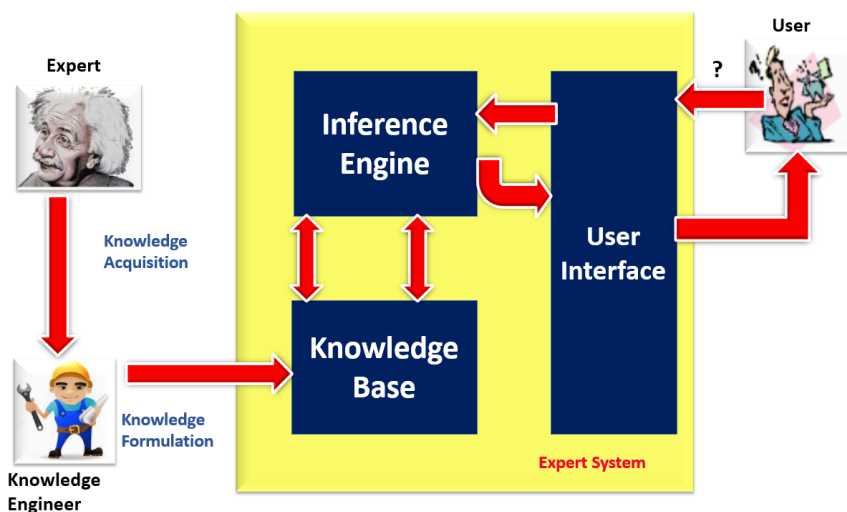 User
Expert
?
Inference
Engine
Knowledge
Acquisition
User
Interface
Knowledge
Base
Knowledge
Formulation
Expert System
Knowledge
Engineer